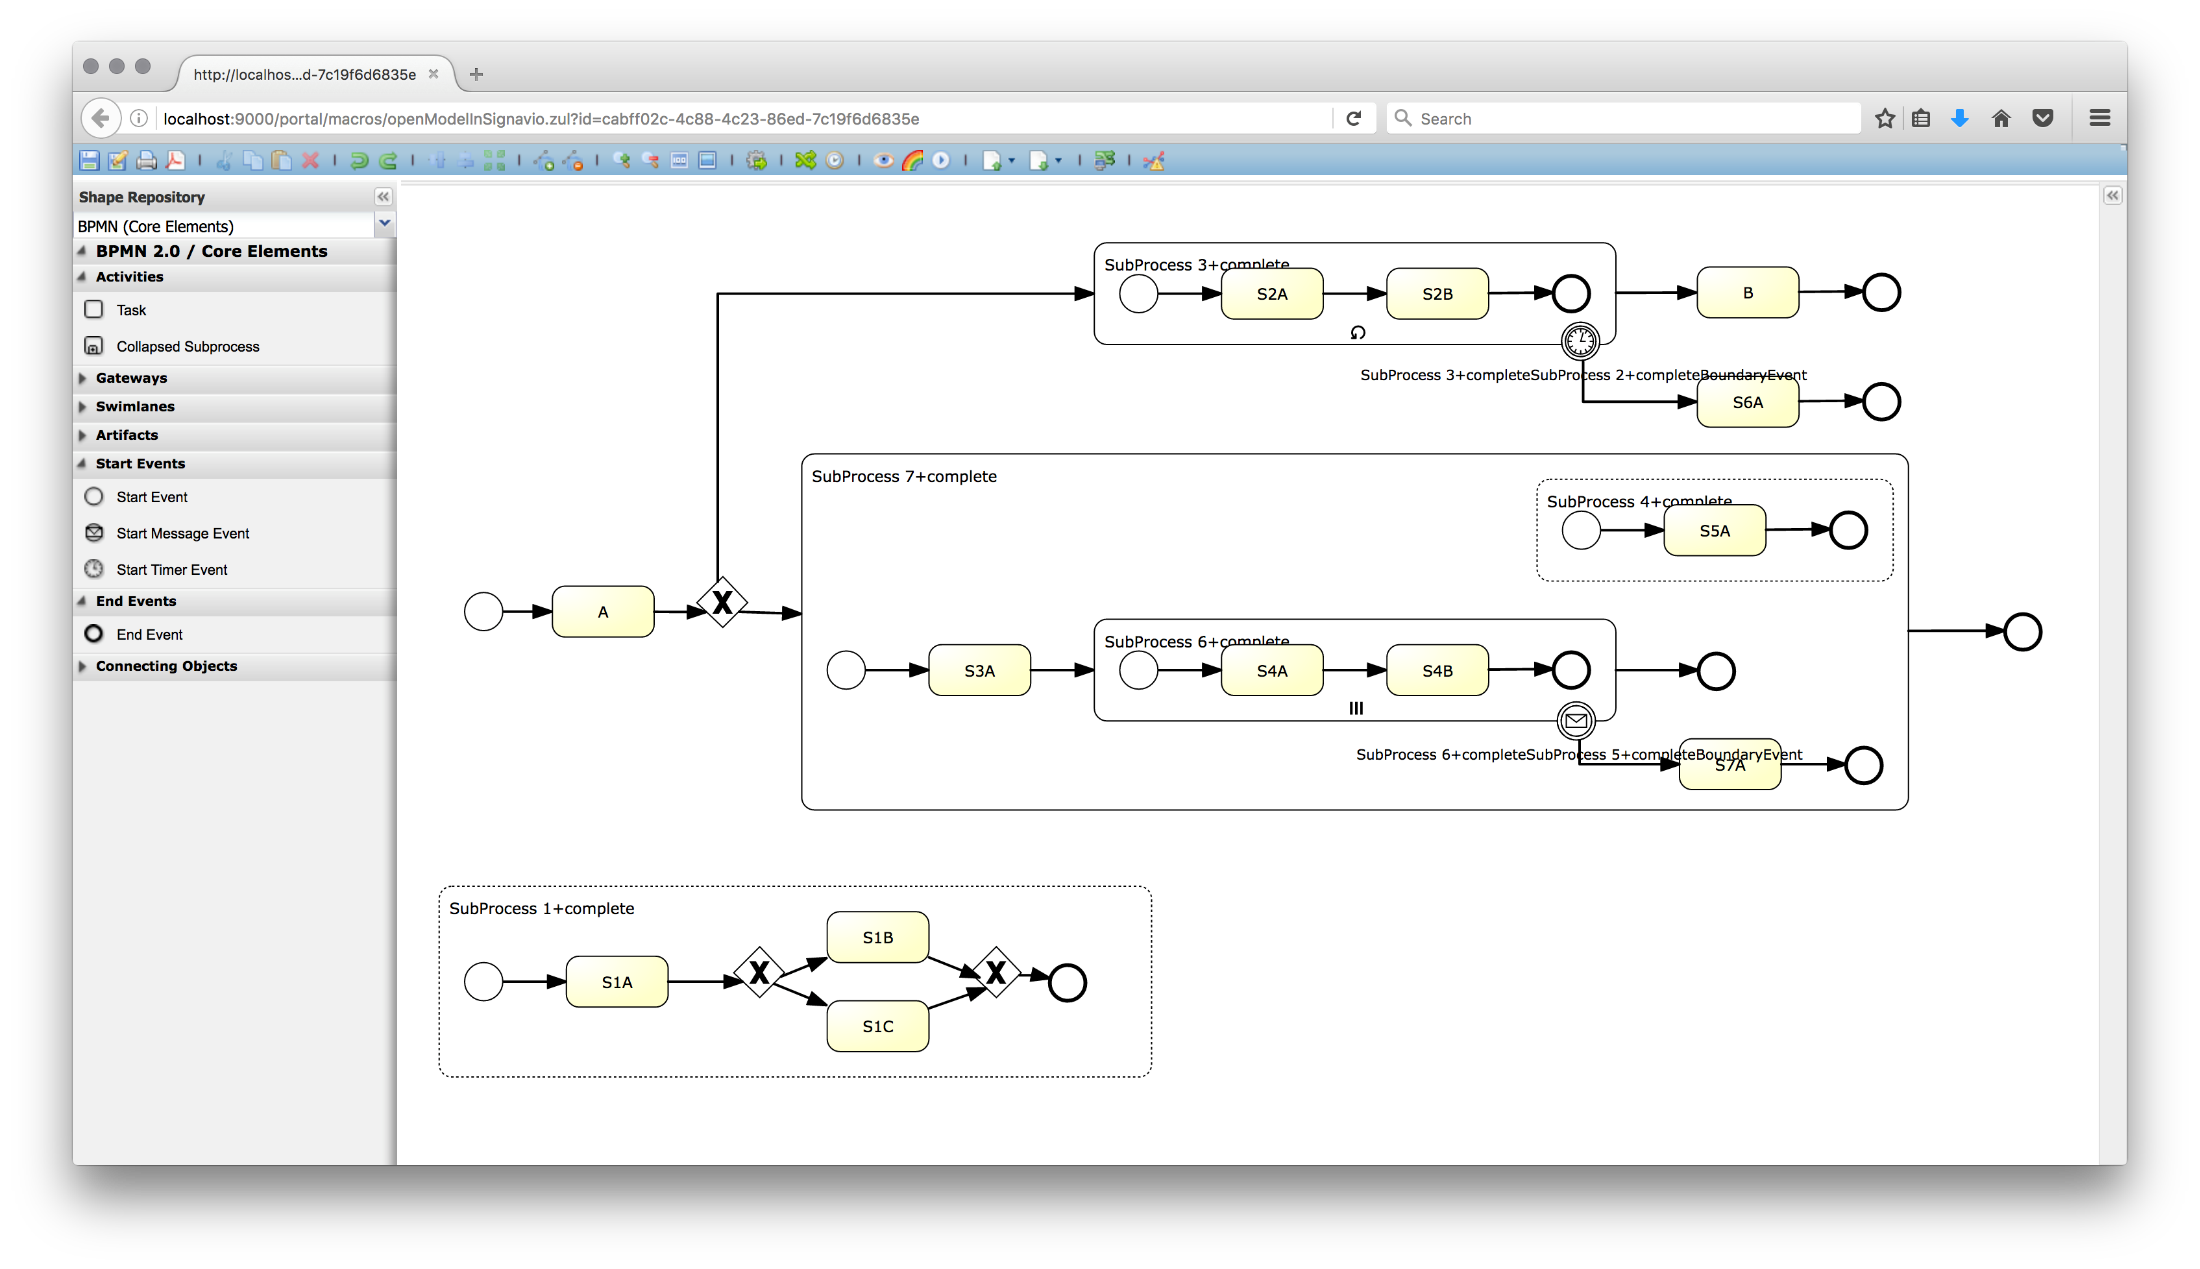 http://localhos...d-7c19f6d6835e
localhost:9000/portal/macros/openModelInSignavio.zul?id=cabff02c-4c88-4c23-86ed-7c19f6d6835e
Search
Shape Repository
BPMN (Core Elements)
BPMN 2.0 / Core Elements
Activities
Task
Collapsed Subprocess
Gateways
Swimlanes
Artifacts
Start Events
Start Event
Start Message Event
Start Timer Event
End Events
End Event
Connecting Objects
SubProcess 3+complete
S2A
S2B
B
SubProcess 3+completeSubProcess 2+completeBoundaryEvent
S6A
SubProcess 7+complete
SubProcess 4+complete
S5A
A
X
SubProcess 6+complete
S3A
S4A
S4B
SubProcess 6+completeSubProcess 5+completeBoundaryEvent
S7A
SubProcess 1+complete
S1B
S1A
X
X
S1C